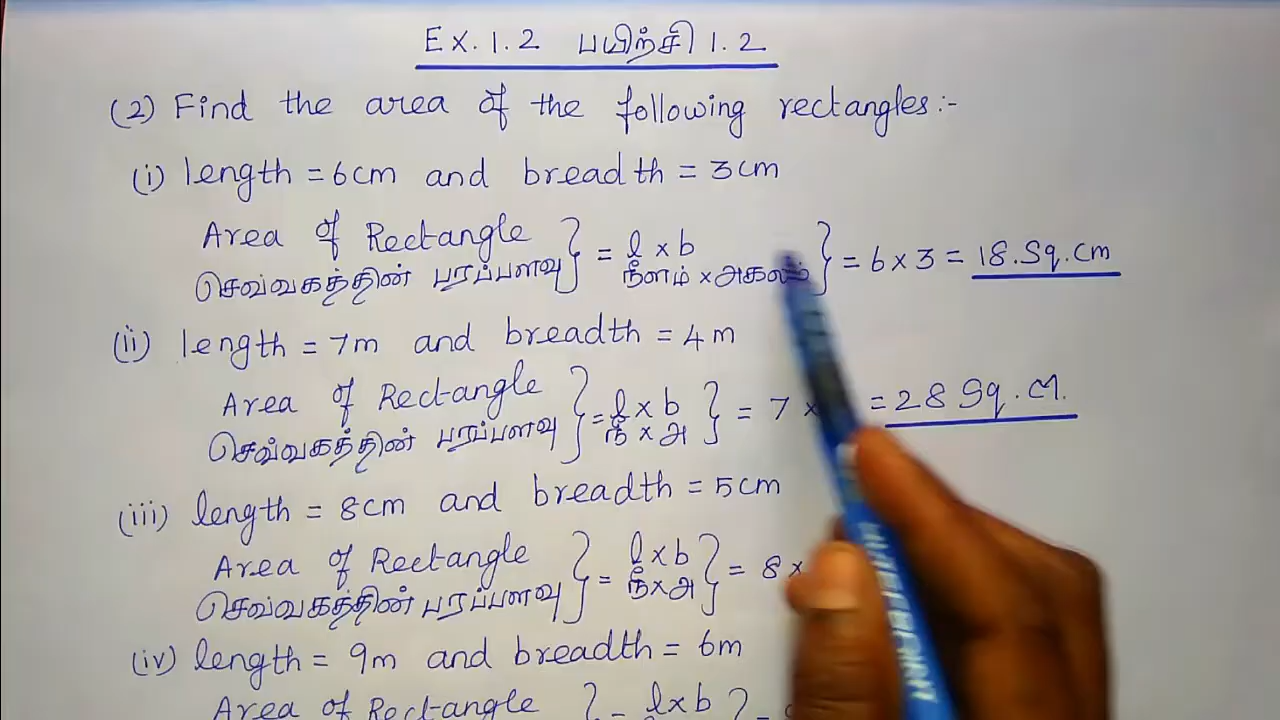 Ex. 1.2 பயிற்சி 1.2
(2) Find the area of the following rectangles:-
(i) length = 6cm and breadth = 3cm
Area of Rectangle } = l x b } = 6 x 3 = 18. Sq. cm
செவ்வகத்தின் பரப்பளவு நீளம் x அகலம்
(ii) length = 7m and breadth = 4m
Area of Rectangle } = l x b } = 7 x = 28 Sq. M.
செவ்வகத்தின் பரப்பளவு நீ x அ
(iii) length = 8cm and breadth = 5cm
Area of Rectangle } = l x b } = 8 x
செவ்வகத்தின் பரப்பளவு நீ x அ
(iv) length = 9m and breadth = 6m
Area of Rectangle } = l x b } =